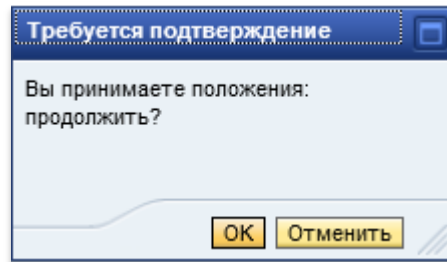 Требуется подтверждение
Вы принимаете положения:
продолжить?
OK
Отменить